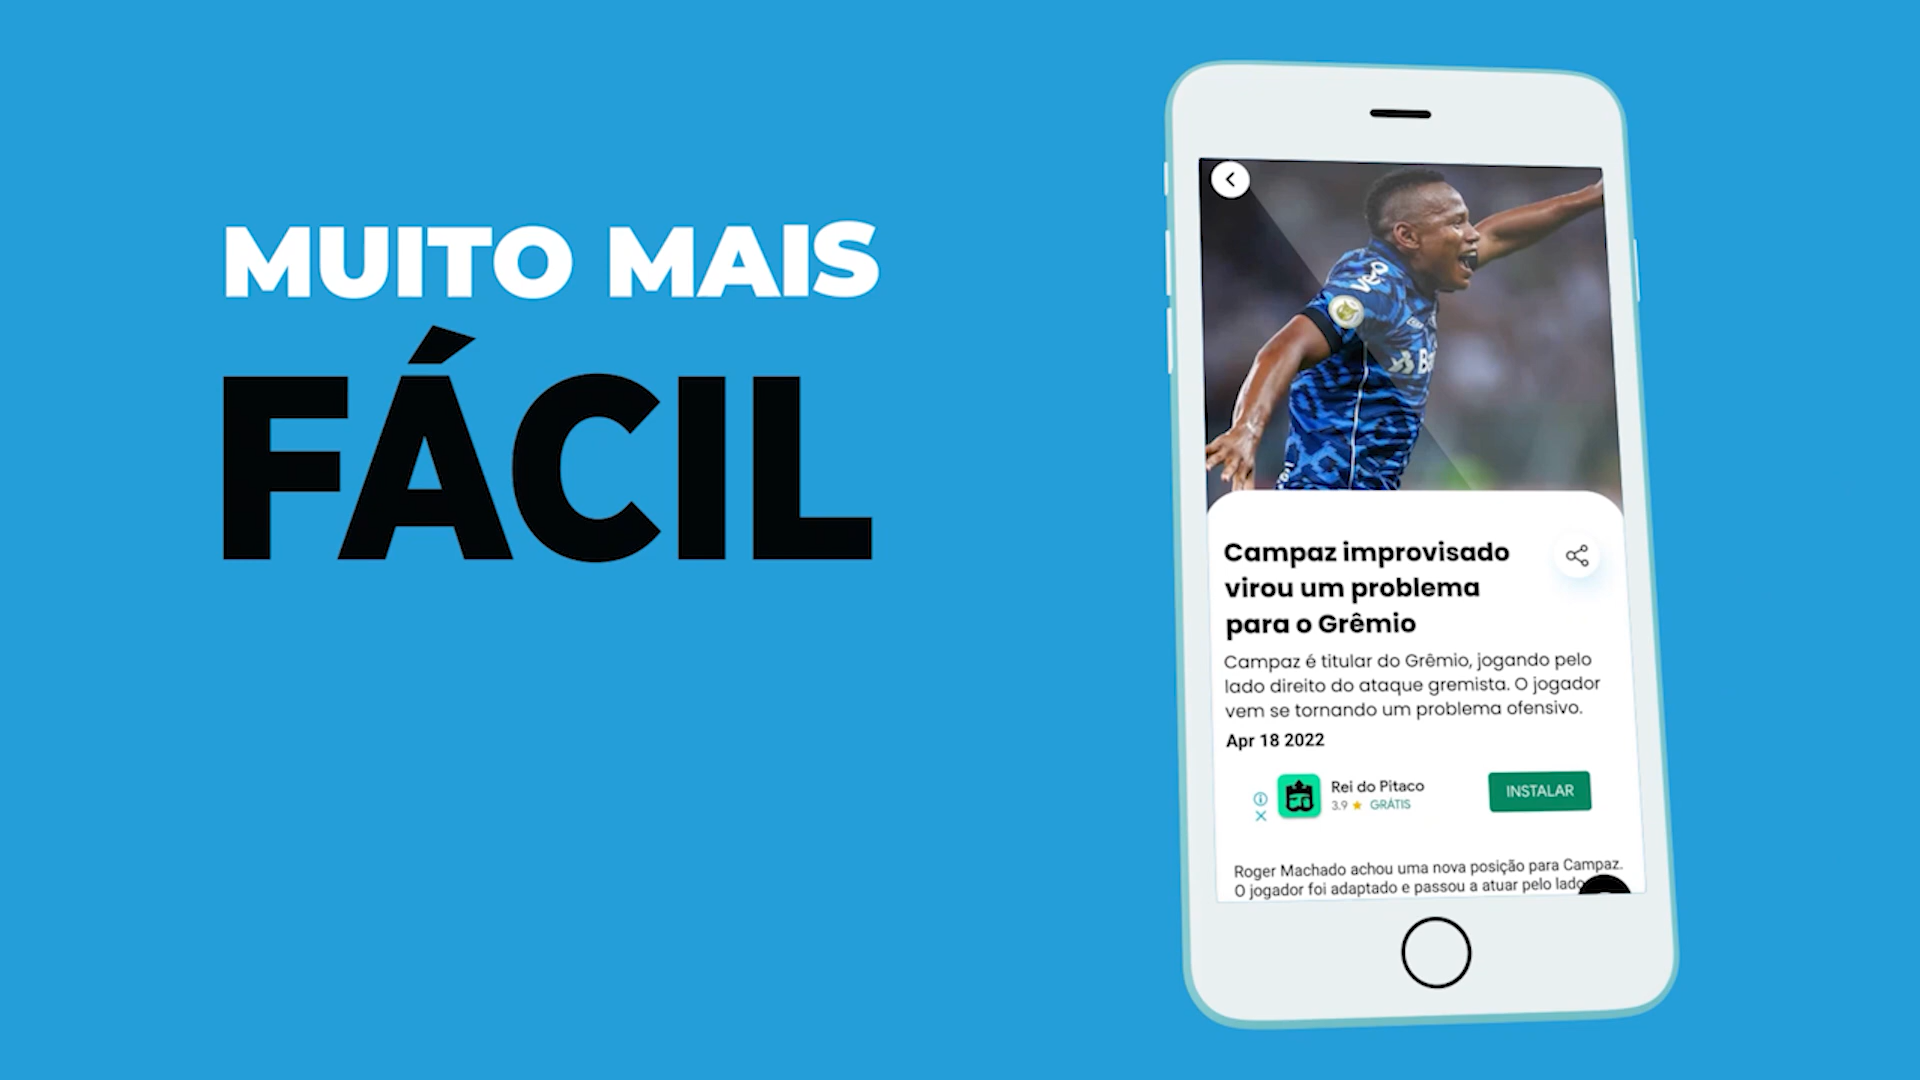 MUITO MAIS
FÁCIL
Campaz improvisado
virou um problema
para o Grêmio
Campaz é titular do Grêmio, jogando pelo
lado direito do ataque gremista. O jogador
vem se tornando um problema ofensivo.
Apr 18 2022
Rei do Pitaco
3.9 ★ GRÁTIS
INSTALAR
Roger Machado achou uma nova posição para Campaz.
O jogador foi adaptado e passou a atuar pelo lado